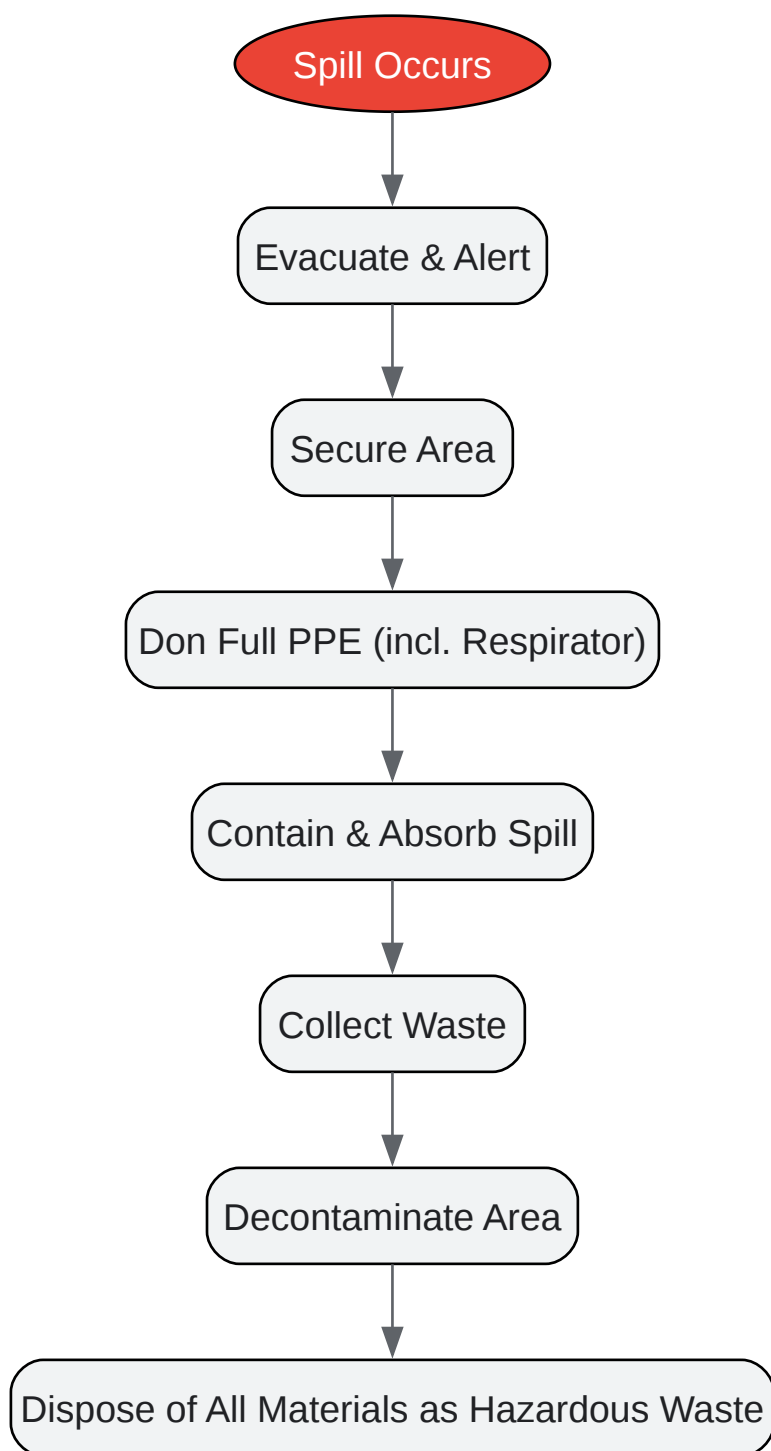 Spill Occurs
Evacuate & Alert
Secure Area
Don Full PPE (incl. Respirator)
Contain & Absorb Spill
Collect Waste
Decontaminate Area
Dispose of All Materials as Hazardous Waste